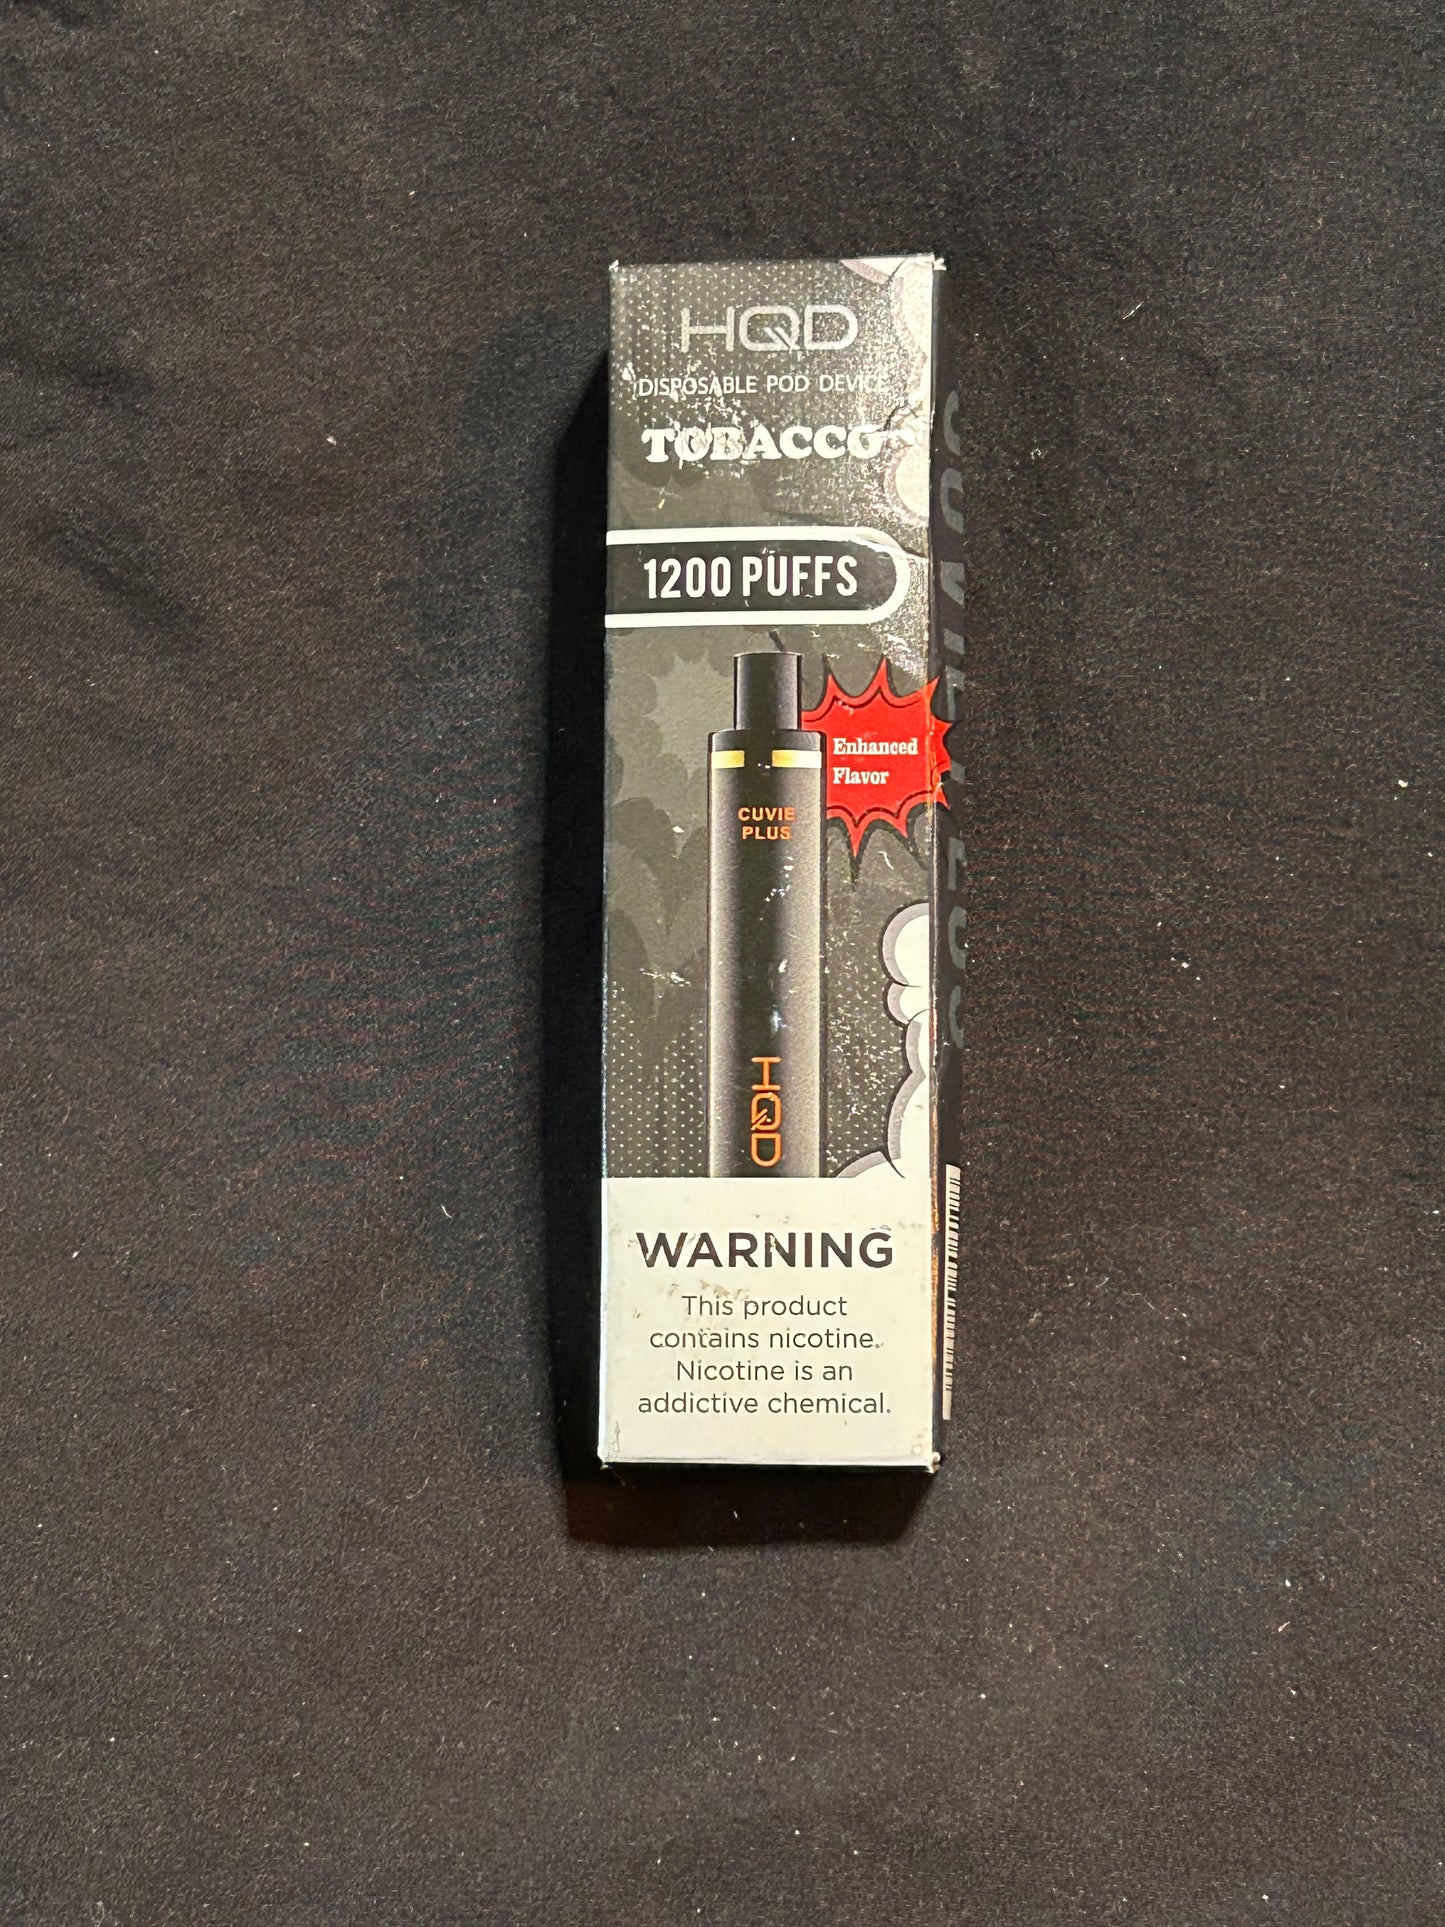 HQD
DISPOSABLE POD DEVICE
TOBACCO
1200 PUFFS
Enhanced
Flavor
CUVIE
PLUS
HQD
WARNING
This product
contains nicotine.
Nicotine is an
addictive chemical.